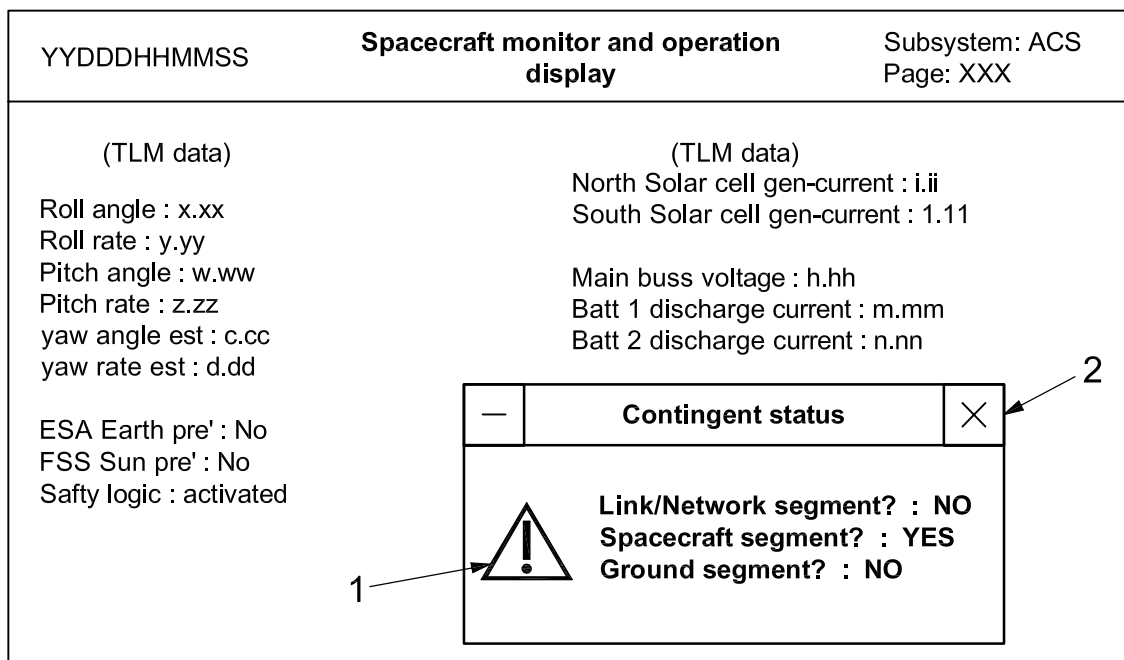 YYDDDHHMMSS
Spacecraft monitor and operation
display
Subsystem: ACS
Page: XXX
(TLM data)
Roll angle : x.xx
Roll rate : y.yy
Pitch angle : w.ww
Pitch rate : z.zz
yaw angle est : c.cc
yaw rate est : d.dd
ESA Earth pre' : No
FSS Sun pre' : No
Safty logic : activated
(TLM data)
North Solar cell gen-current : i.ii
South Solar cell gen-current : 1.11
Main buss voltage : h.hh
Batt 1 discharge current : m.mm
Batt 2 discharge current : n.nn
2
Contingent status
Link/Network segment? : NO
Spacecraft segment? : YES
Ground segment? : NO
1